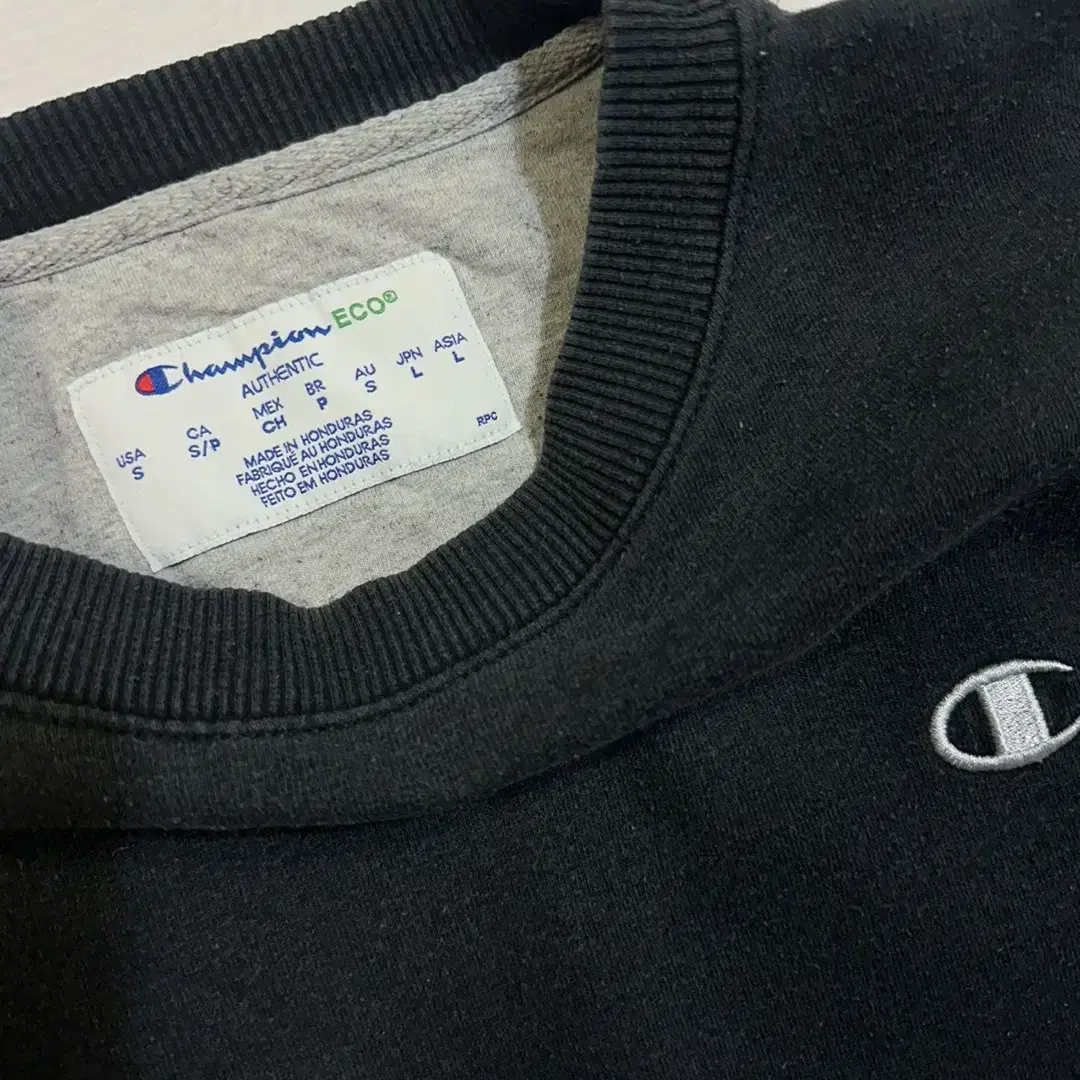 Champion ECO®
AUTHENTIC
USA CA MEX BR AU JPN ASIA
S S/P CH P S L L
MADE IN HONDURAS
FABRIQUE AU HONDURAS
HECHO EN HONDURAS
FEITO EM HONDURAS
RPC